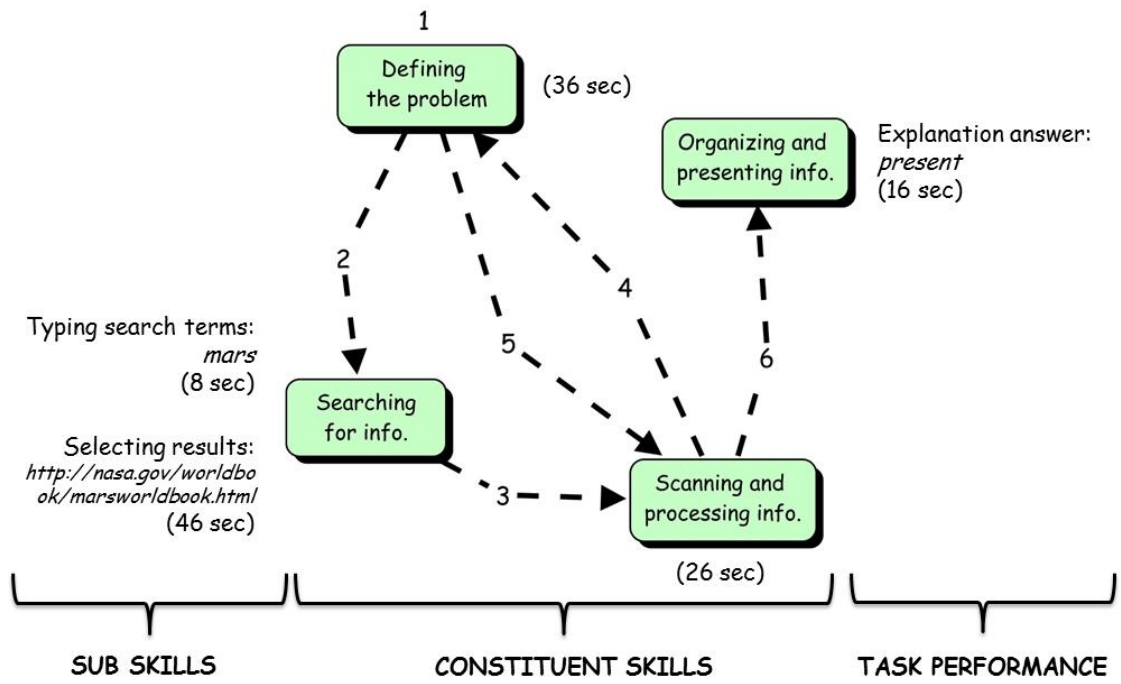 1
Defining
the problem
(36 sec)
Organizing and
presenting info.
Explanation answer:
present
(16 sec)
2
4
5
6
Typing search terms:
mars
(8 sec)
Searching
for info.
Selecting results:
http://nasa.gov/worldbo
ok/marsworldbook.html
(46 sec)
3
Scanning and
processing info.
(26 sec)
SUB SKILLS
CONSTITUENT SKILLS
TASK PERFORMANCE